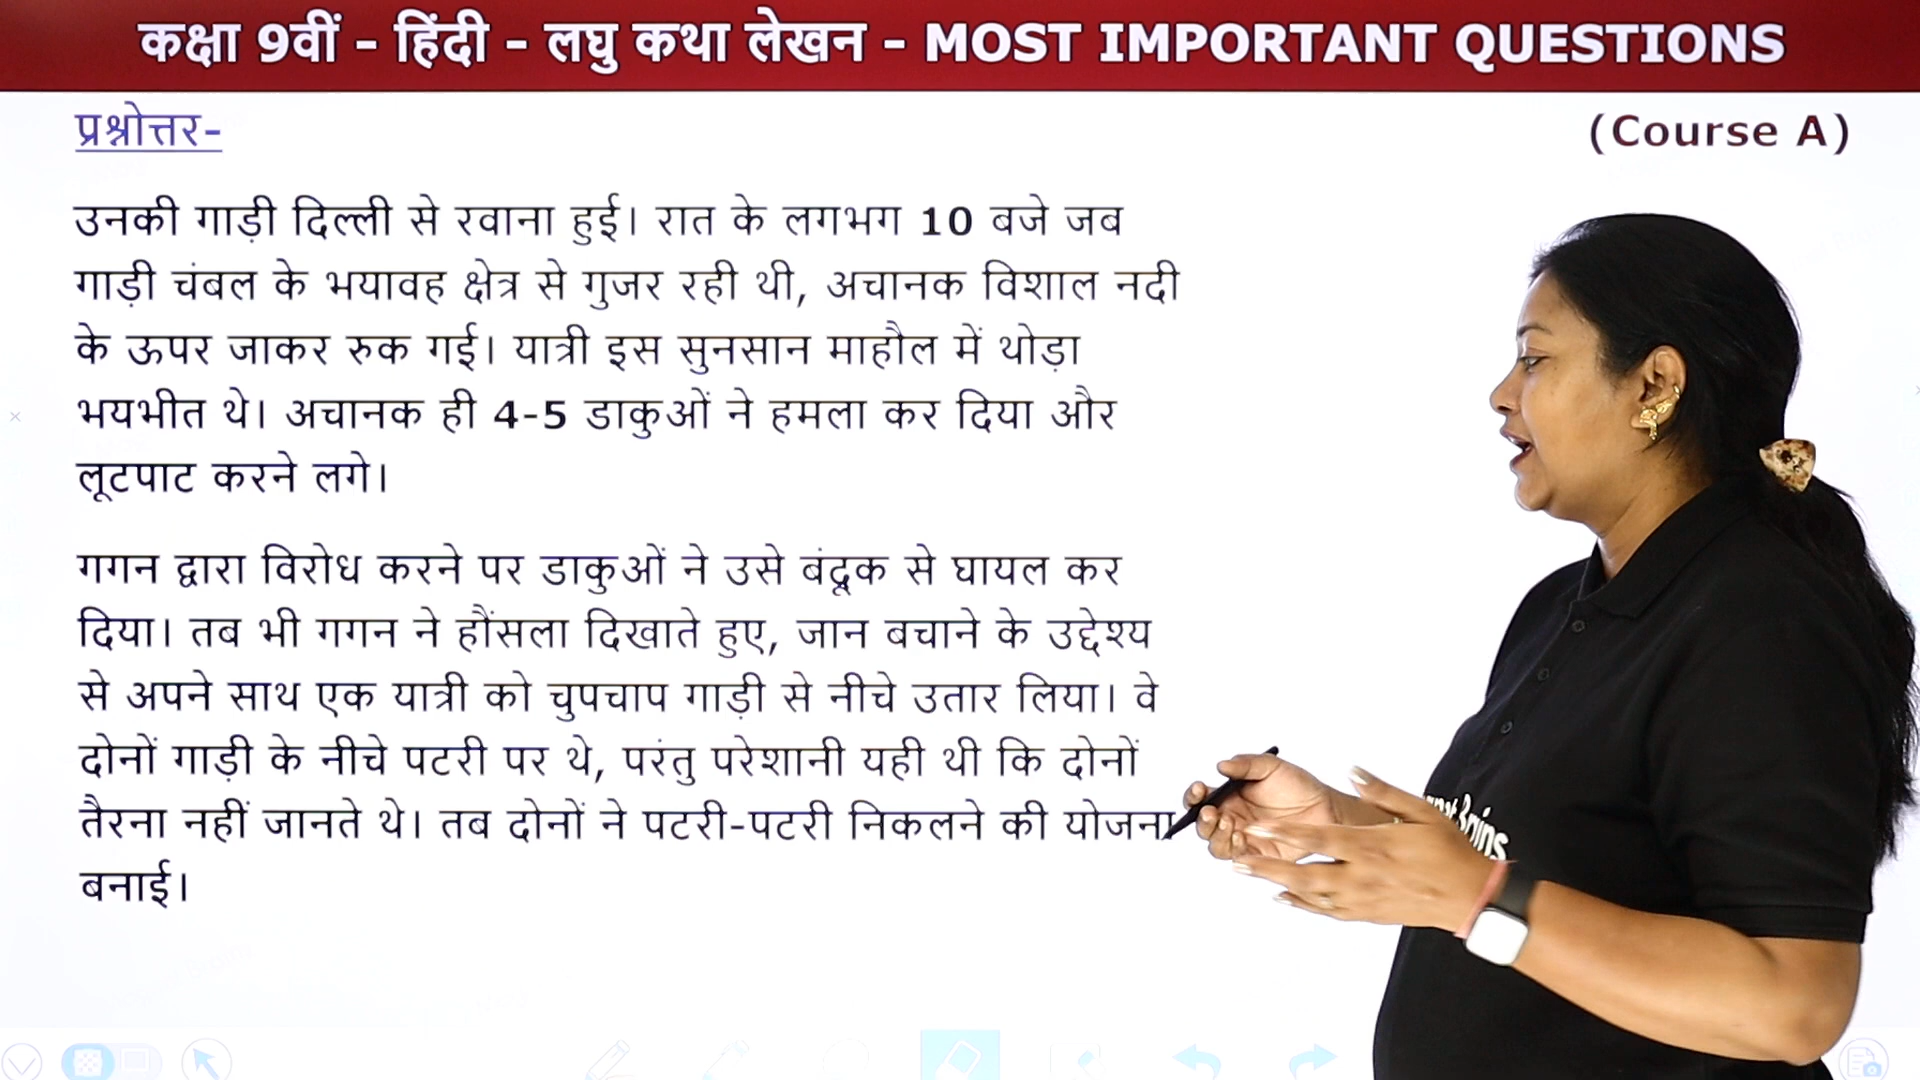 कक्षा 9वीं - हिंदी - लघु कथा लेखन - MOST IMPORTANT QUESTIONS
प्रश्नोत्तर-
(Course A)
उनकी गाड़ी दिल्ली से रवाना हुई। रात के लगभग 10 बजे जब
गाड़ी चंबल के भयावह क्षेत्र से गुजर रही थी, अचानक विशाल नदी
के ऊपर जाकर रुक गई। यात्री इस सुनसान माहौल में थोड़ा
भयभीत थे। अचानक ही 4-5 डाकुओं ने हमला कर दिया और
लूटपाट करने लगे।
गगन द्वारा विरोध करने पर डाकुओं ने उसे बंदूक से घायल कर
दिया। तब भी गगन ने हौंसला दिखाते हुए, जान बचाने के उद्देश्य
से अपने साथ एक यात्री को चुपचाप गाड़ी से नीचे उतार लिया। वे
दोनों गाड़ी के नीचे पटरी पर थे, परंतु परेशानी यही थी कि दोनों
तैरना नहीं जानते थे। तब दोनों ने पटरी-पटरी निकलने की योजना
बनाई।